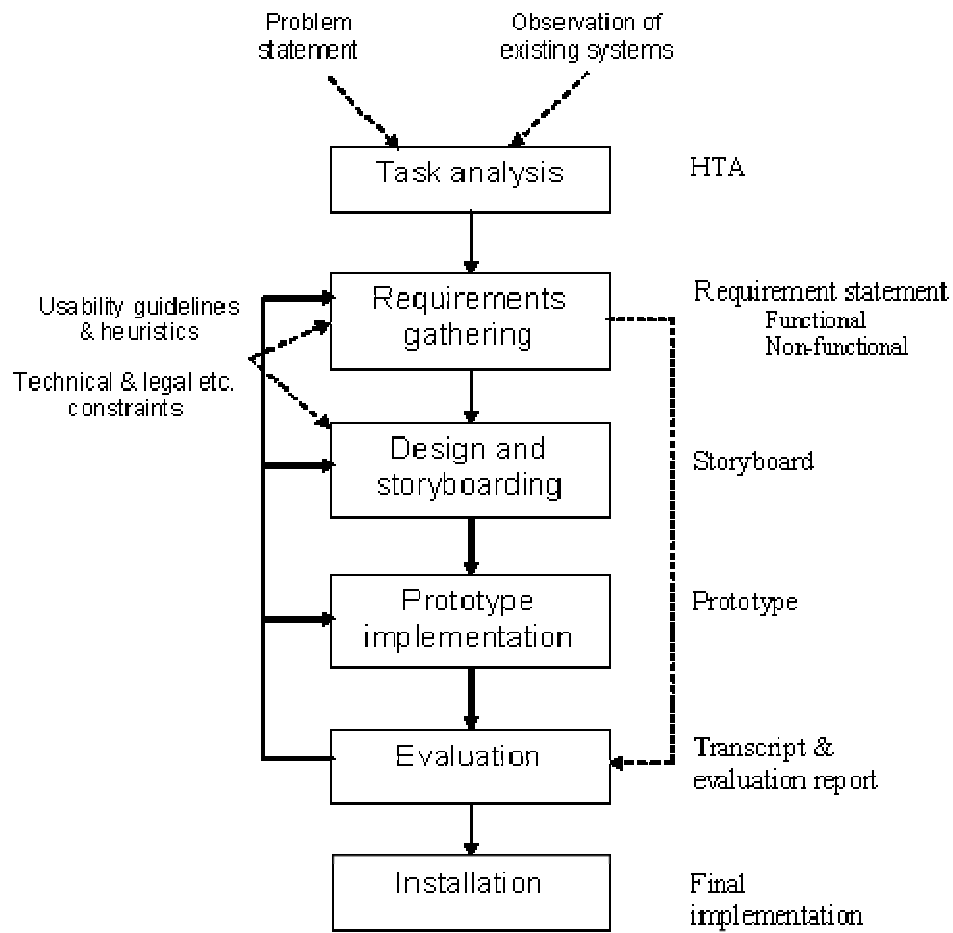 Problem
statement
Observation of
existing systems
Task analysis
HTA
Requirements
gathering
Requirement statement
Functional
Non-functional
Usability guidelines
& heuristics
Technical & legal etc.
constraints
Design and
storyboarding
Storyboard
Prototype
implementation
Prototype
Evaluation
Transcript &
evaluation report
Installation
Final
implementation